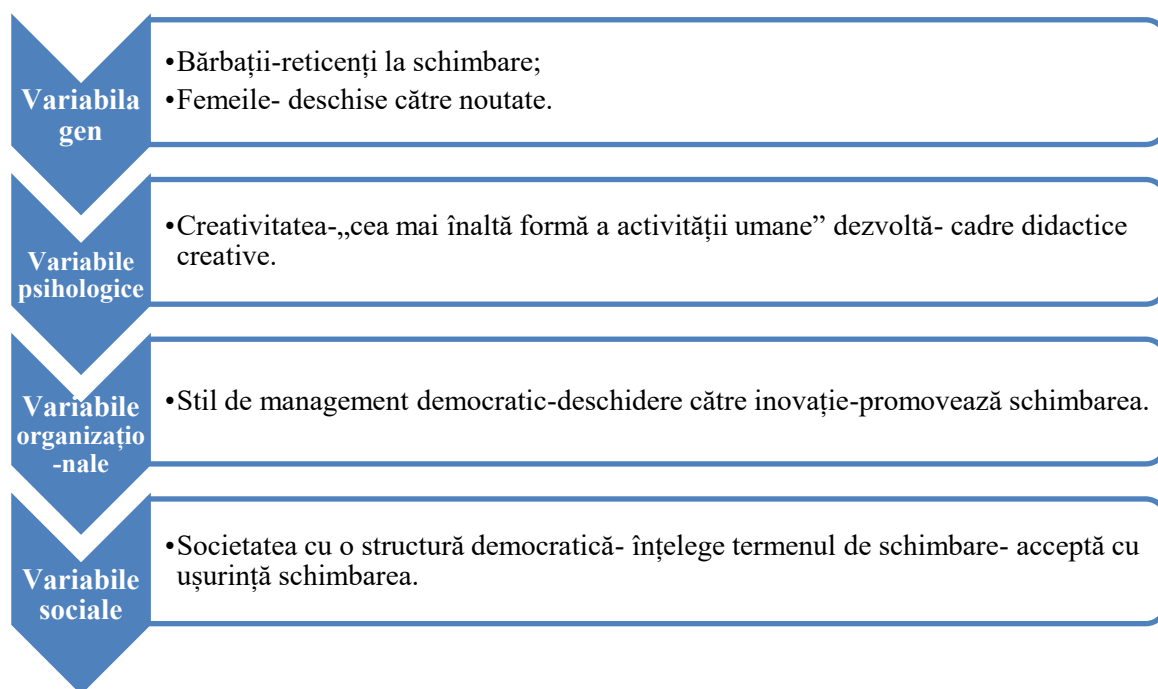 Variabila
gen
•Bărbații-reticenți la schimbare;
•Femeile- deschise către noutate.
Variabile
psihologice
•Creativitatea-„cea mai înaltă formă a activității umane” dezvoltă- cadre didactice
creative.
Variabile
organizațio
-nale
•Stil de management democratic-deschidere către inovație-promovează schimbarea.
Variabile
sociale
•Societatea cu o structură democratică- înțelege termenul de schimbare- acceptă cu
ușurință schimbarea.